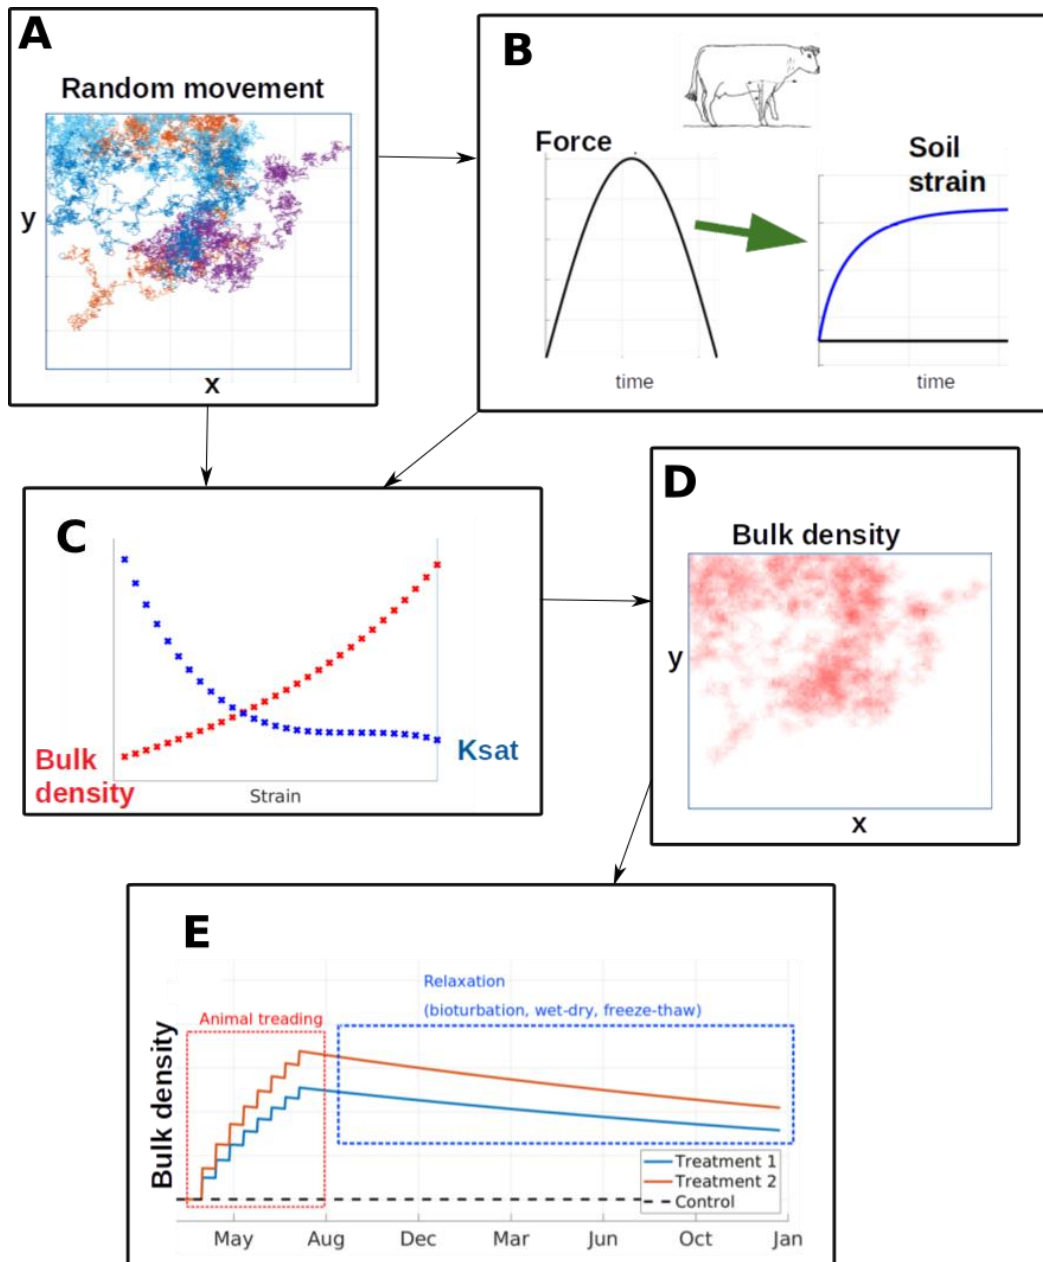 A
Random movement
y
x
B
Force
time
Soil
strain
time
C
Bulk
density
Strain
Ksat
D
Bulk density
y
x
E
Bulk density
Animal treading
Relaxation
(bioturbation, wet-dry, freeze-thaw)
Treatment 1
Treatment 2
Control
May Aug Dec Mar Jun Oct Jan